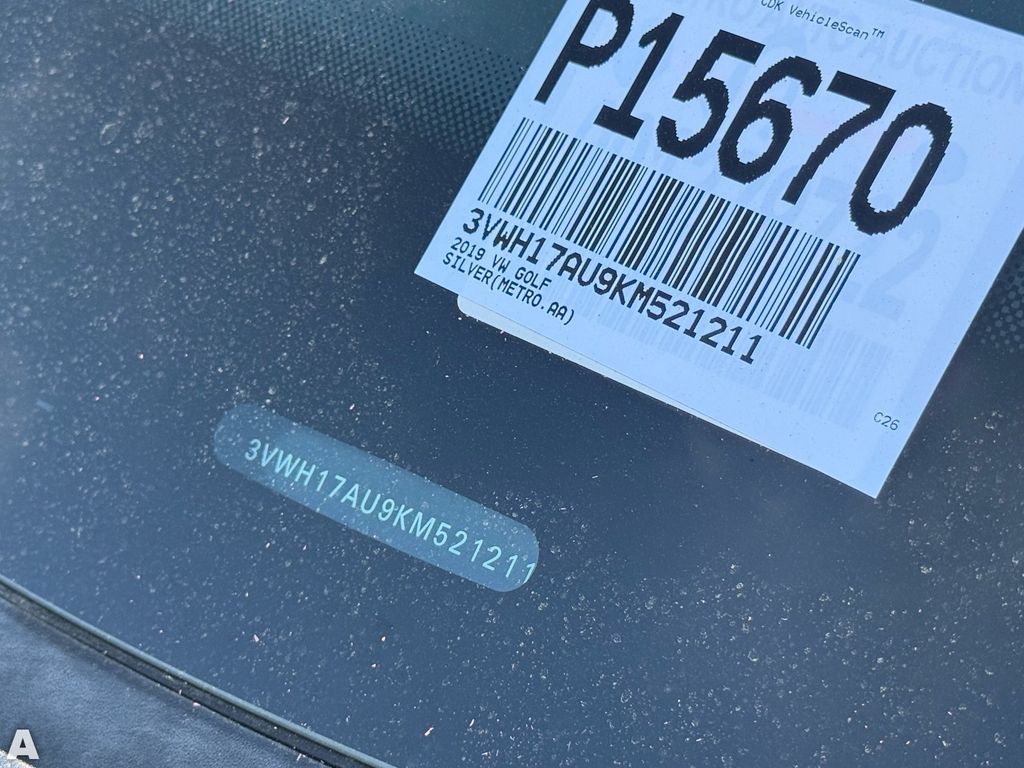 CDK VehicleScan™
P15670
3VWH17AU9KM521211
2019 VW GOLF
SILVER(METRO.AA)
C26
3VWH17AU9KM521211
A